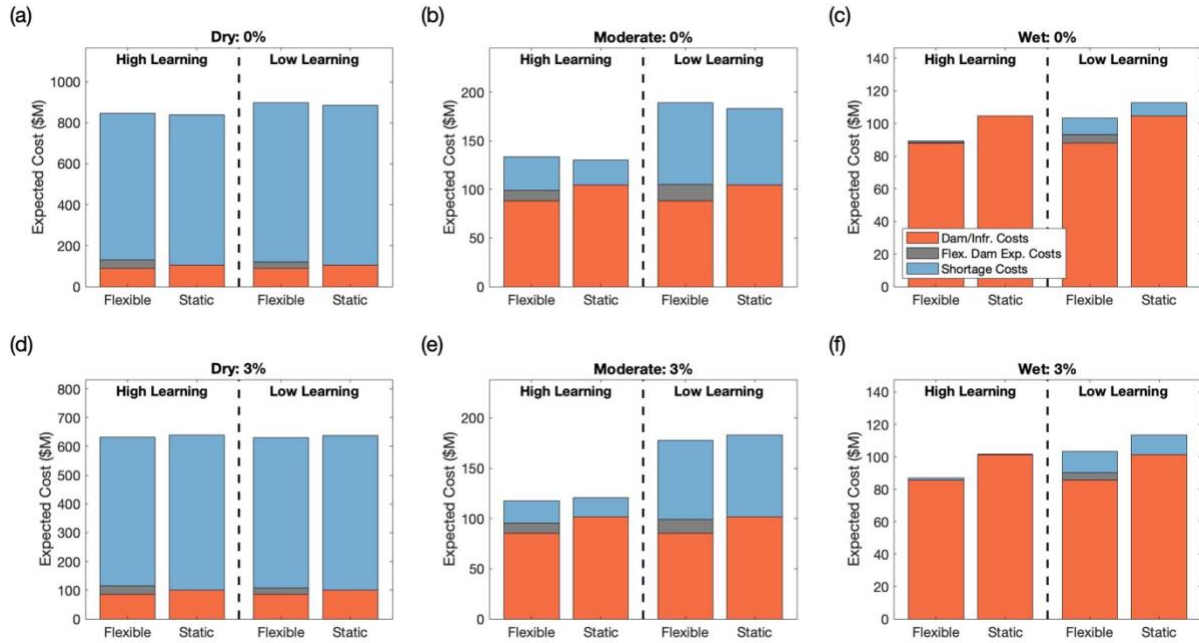 (a)
Dry: 0%
High Learning
Low Learning
Expected Cost ($M)
1000
800
600
400
200
0
Flexible
Static
Flexible
Static
(b)
Moderate: 0%
High Learning
Low Learning
Expected Cost ($M)
200
150
100
50
0
Flexible
Static
Flexible
Static
(c)
Wet: 0%
High Learning
Low Learning
Expected Cost ($M)
140
120
100
80
60
40
20
0
Dam/Infr. Costs
Flex. Dam Exp. Costs
Shortage Costs
Flexible
Static
Flexible
Static
(d)
Dry: 3%
High Learning
Low Learning
Expected Cost ($M)
800
700
600
500
400
300
200
100
0
Flexible
Static
Flexible
Static
(e)
Moderate: 3%
High Learning
Low Learning
Expected Cost ($M)
200
150
100
50
0
Flexible
Static
Flexible
Static
(f)
Wet: 3%
High Learning
Low Learning
Expected Cost ($M)
140
120
100
80
60
40
20
0
Flexible
Static
Flexible
Static